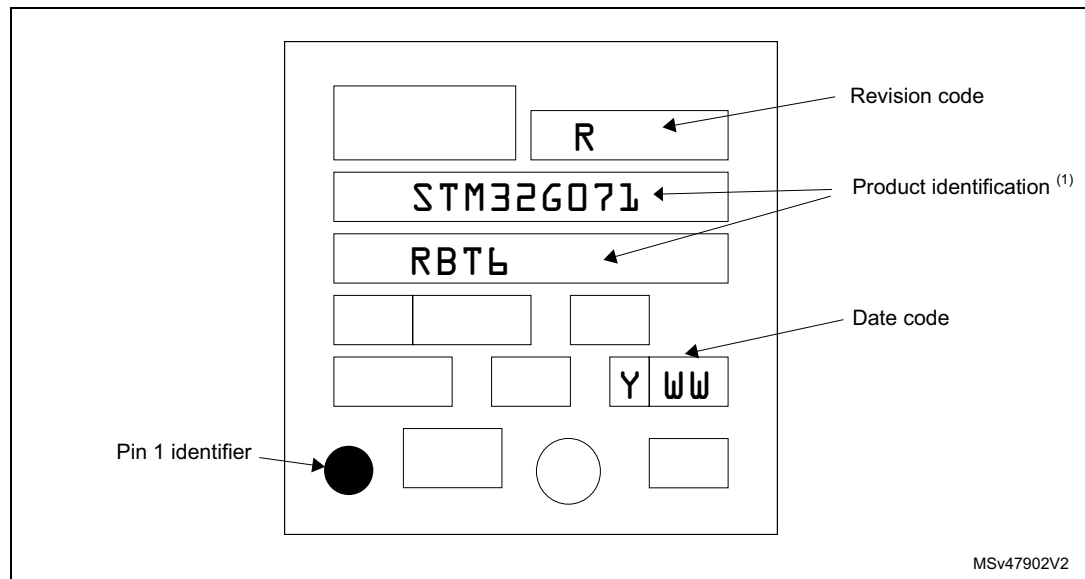 Revision code
R
STM32G071
Product identification (1)
RBT6
Date code
Y WW
Pin 1 identifier
MSv47902V2